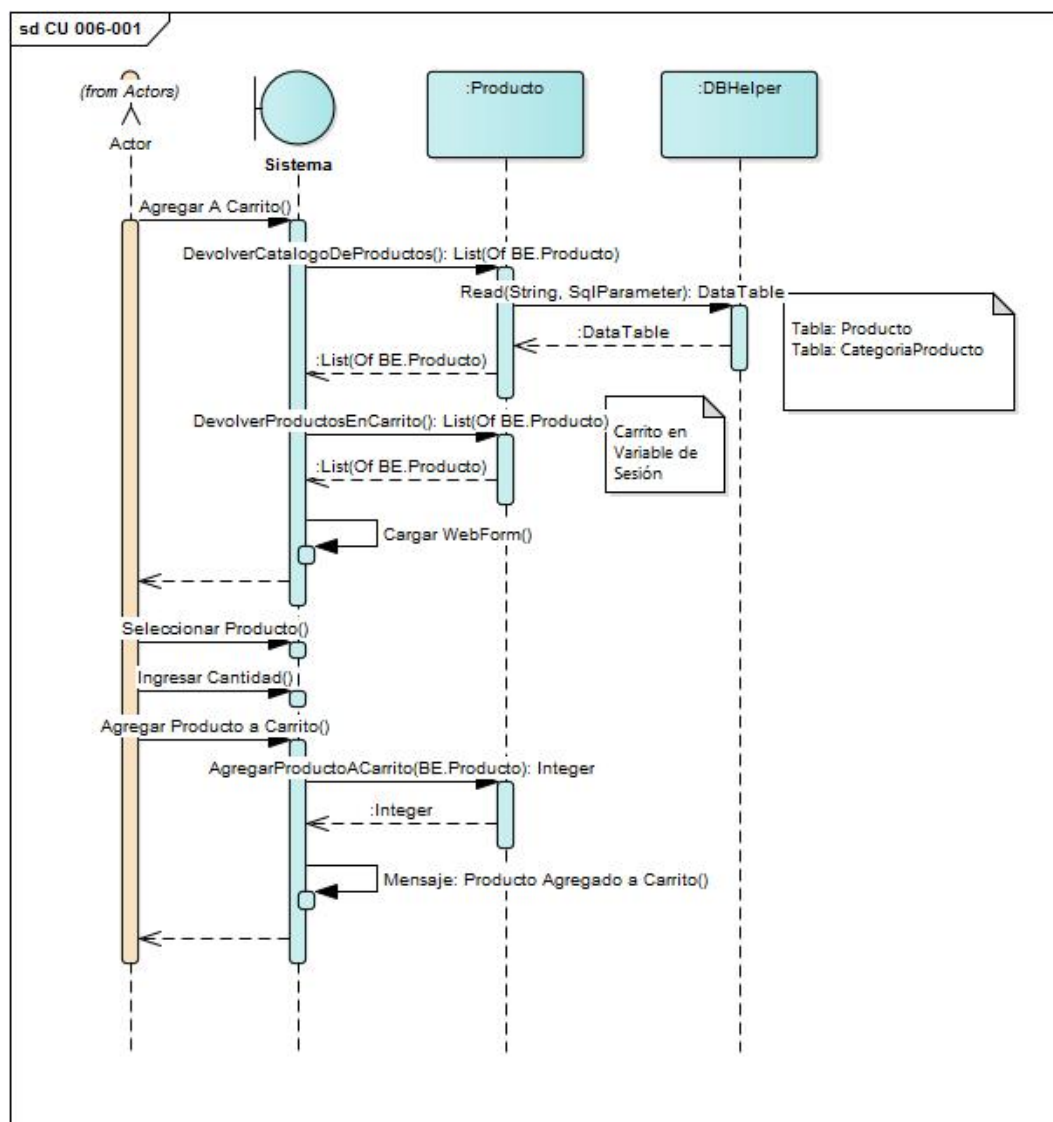 sd CU 006-001
(from Actors)
Actor
Sistema
:Producto
:DBHelper
Agregar A Carrito()
DevolverCatalogoDeProductos(): List(Of BE.Producto)
Read(String, SqlParameter): DataTable
:DataTable
:List(Of BE.Producto)
Tabla: Producto
Tabla: CategoriaProducto
DevolverProductosEnCarrito(): List(Of BE.Producto)
:List(Of BE.Producto)
Carrito en
Variable de
Sesión
Cargar WebForm()
Seleccionar Producto()
Ingresar Cantidad()
Agregar Producto a Carrito()
AgregarProductoACarrito(BE.Producto): Integer
:Integer
Mensaje: Producto Agregado a Carrito()